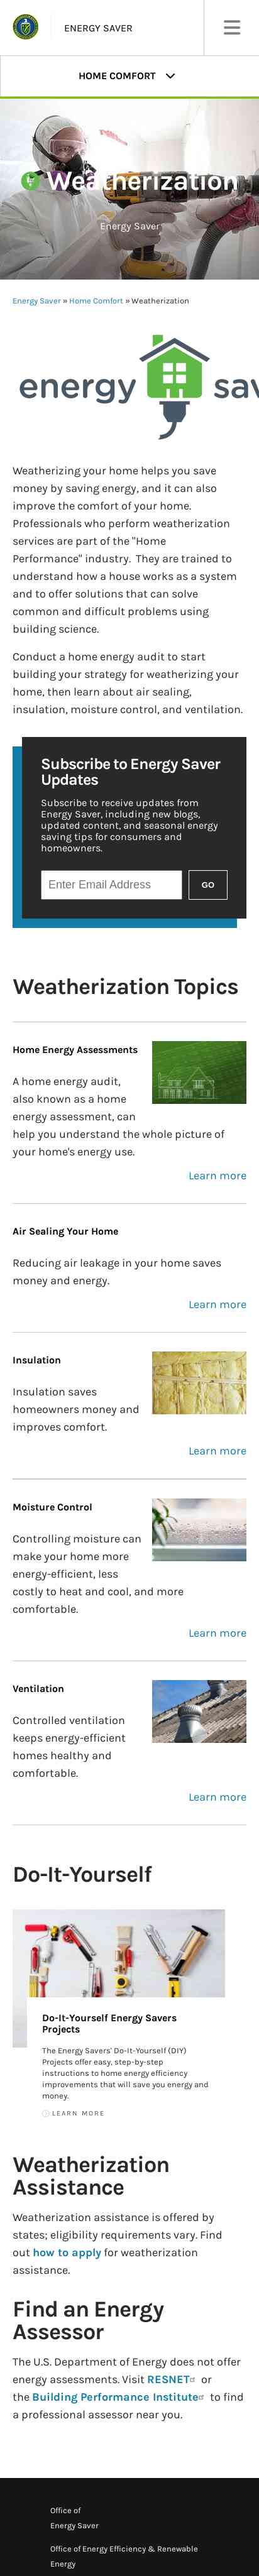 ENERGY SAVER
HOME COMFORT
Weatherization
Energy Saver
Energy Saver » Home Comfort » Weatherization
energy sav
Weatherizing your home helps you save
money by saving energy, and it can also
improve the comfort of your home.
Professionals who perform weatherization
services are part of the "Home
Performance" industry.  They are trained to
understand how a house works as a system
and to offer solutions that can solve
common and difficult problems using
building science.
Conduct a home energy audit to start
building your strategy for weatherizing your
home, then learn about air sealing,
insulation, moisture control, and ventilation.
Subscribe to Energy Saver
Updates
Subscribe to receive updates from
Energy Saver, including new blogs,
updated content, and seasonal energy
saving tips for consumers and
homeowners.
Enter Email Address GO
Weatherization Topics
Home Energy Assessments
A home energy audit,
also known as a home
energy assessment, can
help you understand the whole picture of
your home's energy use.
Learn more
Air Sealing Your Home
Reducing air leakage in your home saves
money and energy.
Learn more
Insulation
Insulation saves
homeowners money and
improves comfort.
Learn more
Moisture Control
Controlling moisture can
make your home more
energy-efficient, less
costly to heat and cool, and more
comfortable.
Learn more
Ventilation
Controlled ventilation
keeps energy-efficient
homes healthy and
comfortable.
Learn more
Do-It-Yourself
Do-It-Yourself Energy Savers
Projects
The Energy Savers' Do-It-Yourself (DIY)
Projects offer easy, step-by-step
instructions to home energy efficiency
improvements that will save you energy and
money.
LEARN MORE
Weatherization
Assistance
Weatherization assistance is offered by
states; eligibility requirements vary. Find
out how to apply for weatherization
assistance.
Find an Energy
Assessor
The U.S. Department of Energy does not offer
energy assessments. Visit RESNET or
the Building Performance Institute to find
a professional assessor near you.
Office of
Energy Saver
Office of Energy Efficiency & Renewable
Energy